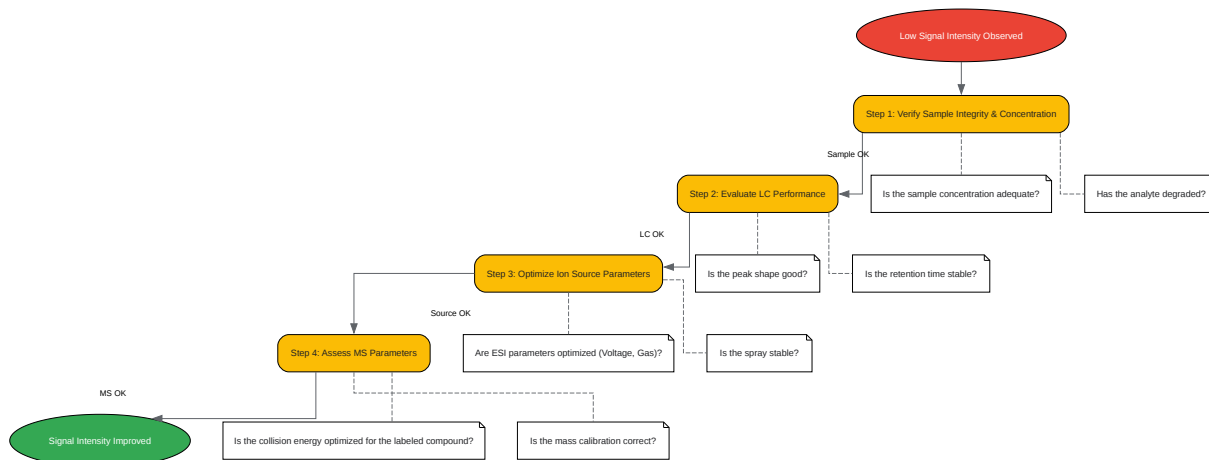 Low Signal Intensity Observed
Step 1: Verify Sample Integrity & Concentration
Sample OK
Step 2: Evaluate LC Performance
Is the sample concentration adequate?
Has the analyte degraded?
LC OK
Step 3: Optimize Ion Source Parameters
Is the peak shape good?
Is the retention time stable?
Source OK
Step 4: Assess MS Parameters
Are ESI parameters optimized (Voltage, Gas)?
Is the spray stable?
MS OK
Signal Intensity Improved
Is the collision energy optimized for the labeled compound?
Is the mass calibration correct?